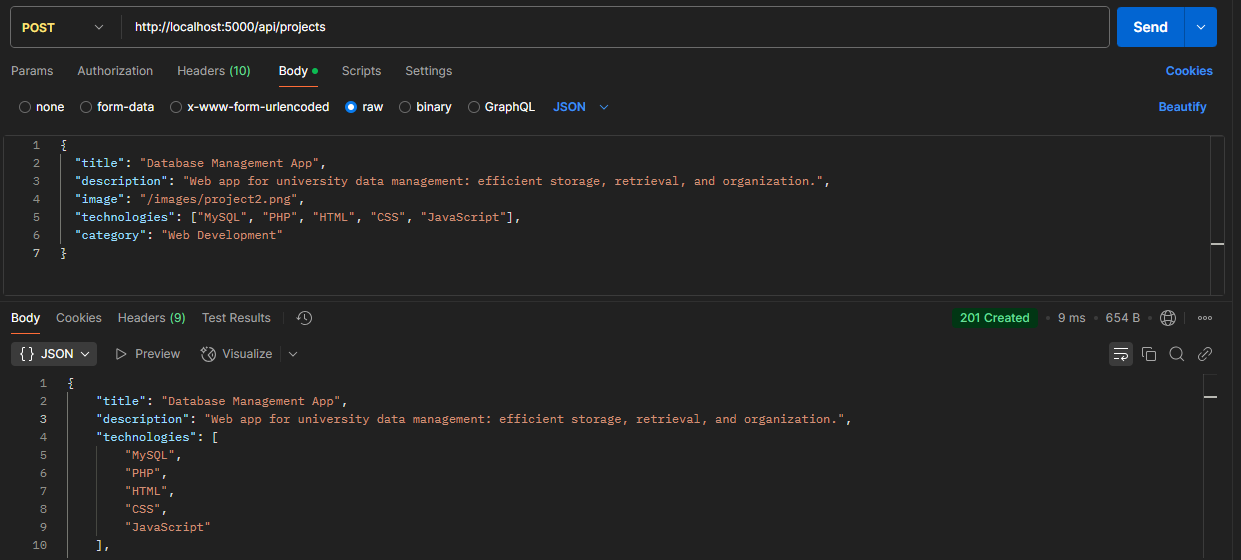 POST http://localhost:5000/api/projects Send
Params Authorization Headers (10) Body Scripts Settings Cookies
none form-data x-www-form-urlencoded raw binary GraphQL JSON Beautify
1 {
2 "title": "Database Management App",
3 "description": "Web app for university data management: efficient storage, retrieval, and organization.",
4 "image": "/images/project2.png",
5 "technologies": ["MySQL", "PHP", "HTML", "CSS", "JavaScript"],
6 "category": "Web Development"
7 }
Body Cookies Headers (9) Test Results 201 Created • 9 ms • 654 B •
{} JSON Preview Visualize
1 {
2 "title": "Database Management App",
3 "description": "Web app for university data management: efficient storage, retrieval, and organization.",
4 "technologies": [
5 "MySQL",
6 "PHP",
7 "HTML",
8 "CSS",
9 "JavaScript"
10 ],